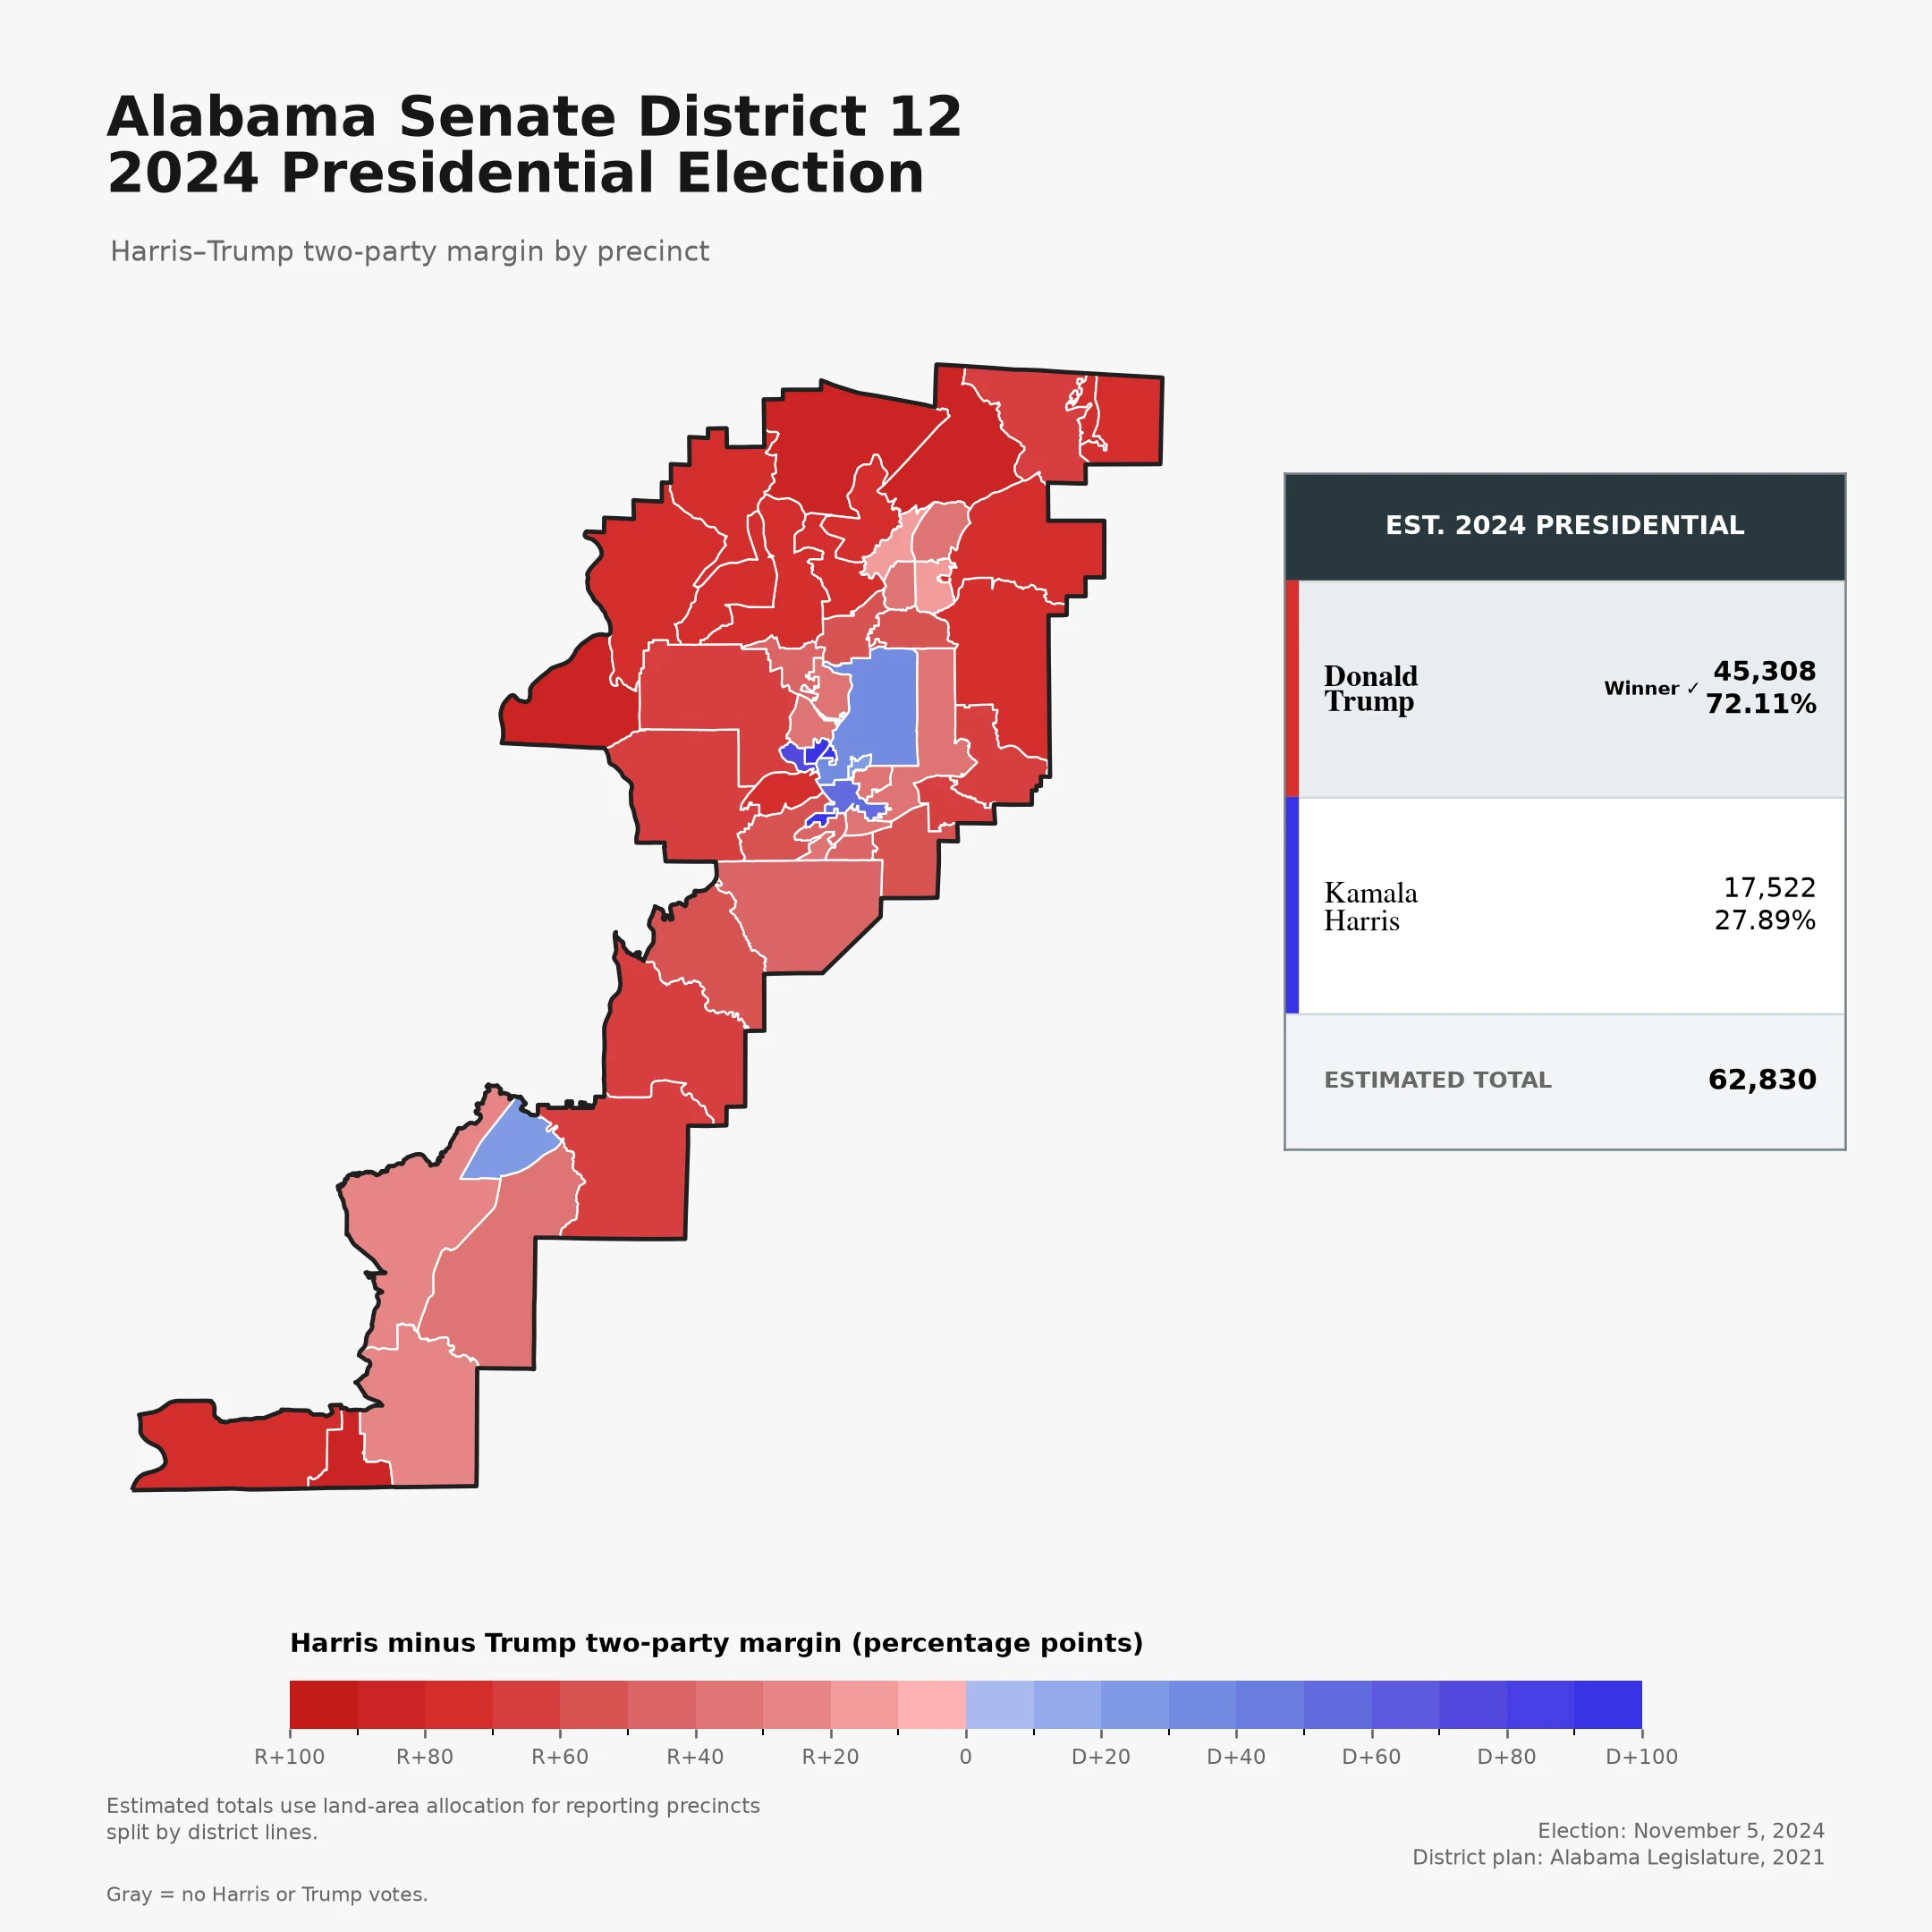 Alabama Senate District 12
2024 Presidential Election
Harris–Trump two-party margin by precinct
EST. 2024 PRESIDENTIAL
Donald
Trump
Winner ✓
45,308
72.11%
Kamala
Harris
17,522
27.89%
ESTIMATED TOTAL
62,830
Harris minus Trump two-party margin (percentage points)
R+100 R+80 R+60 R+40 R+20 0 D+20 D+40 D+60 D+80 D+100
Estimated totals use land-area allocation for reporting precincts
split by district lines.
Gray = no Harris or Trump votes.
Election: November 5, 2024
District plan: Alabama Legislature, 2021